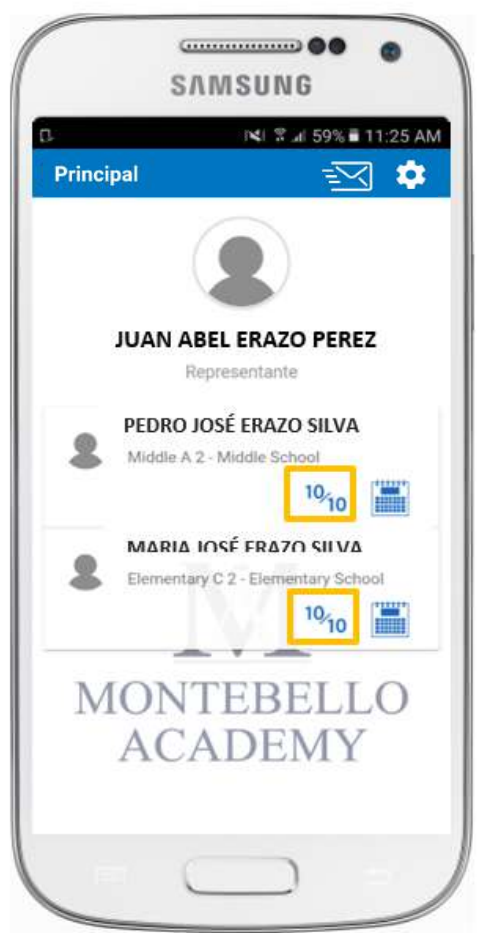 SAMSUNG
59% 11:25 AM
Principal
JUAN ABEL ERAZO PEREZ
Representante
PEDRO JOSÉ ERAZO SILVA
Middle A 2 - Middle School
10/10
MARIA JOSÉ ERAZO SILVA
Elementary C 2 - Elementary School
10/10
M
MONTEBELLO
ACADEMY